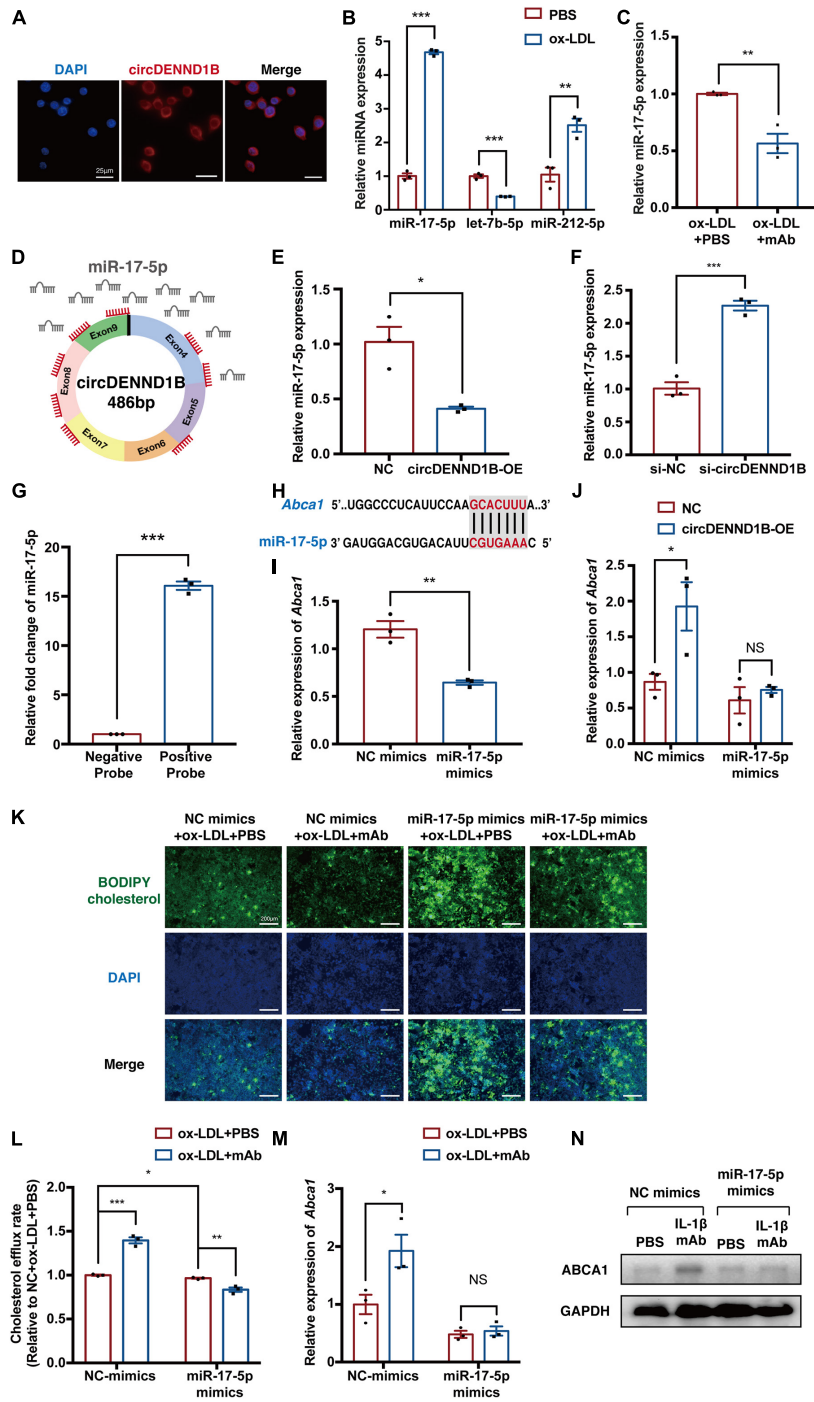 A
DAPI
circDENND1B
Merge
25μm
B
PBS
ox-LDL
Relative miRNA expression
5
4
3
2
1
0
***
***
**
miR-17-5p
let-7b-5p
miR-212-5p
C
Relative miR-17-5p expression
1.5
1.0
0.5
0.0
**
ox-LDL
+PBS
ox-LDL
+mAb
D
miR-17-5p
Exon9
Exon4
Exon8
Exon5
Exon7
Exon6
circDENND1B
486bp
E
Relative miR-17-5p expression
1.5
1.0
0.5
0.0
*
NC
circDENND1B-OE
F
Relative miR-17-5p expression
2.5
2.0
1.5
1.0
0.5
0.0
***
si-NC
si-circDENND1B
G
Relative fold change of miR-17-5p
20
15
10
5
0
***
Negative
Probe
Positive
Probe
H
Abca1 5'..UGGCCCUCAUUCCAAGCACUUUA..3'
miR-17-5p 3' GAUGGACGUGACAUUCGUGAAAC 5'
I
Relative expression of Abca1
1.5
1.0
0.5
0.0
**
NC mimics
miR-17-5p
mimics
J
NC
circDENND1B-OE
Relative expression of Abca1
2.5
2.0
1.5
1.0
0.5
0.0
*
NS
NC mimics
miR-17-5p
mimics
K
NC mimics
+ox-LDL+PBS
NC mimics
+ox-LDL+mAb
miR-17-5p mimics
+ox-LDL+PBS
miR-17-5p mimics
+ox-LDL+mAb
BODIPY
cholesterol
200μm
DAPI
Merge
L
ox-LDL+PBS
ox-LDL+mAb
Cholesterol efflux rate
(Relative to NC+ox-LDL+PBS)
2.0
1.5
1.0
0.5
0.0
*
***
**
NC-mimics
miR-17-5p
mimics
M
ox-LDL+PBS
ox-LDL+mAb
Relative expression of Abca1
3
2
1
0
*
NS
NC-mimics
miR-17-5p
mimics
N
NC mimics
miR-17-5p
mimics
PBS
IL-1β
mAb
PBS
IL-1β
mAb
ABCA1
GAPDH